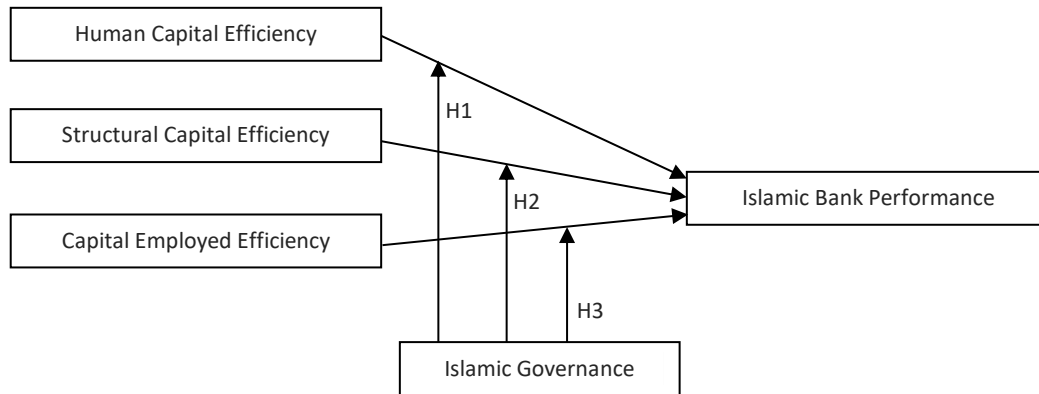 Human Capital Efficiency
H1
Structural Capital Efficiency
H2
Islamic Bank Performance
Capital Employed Efficiency
H3
Islamic Governance